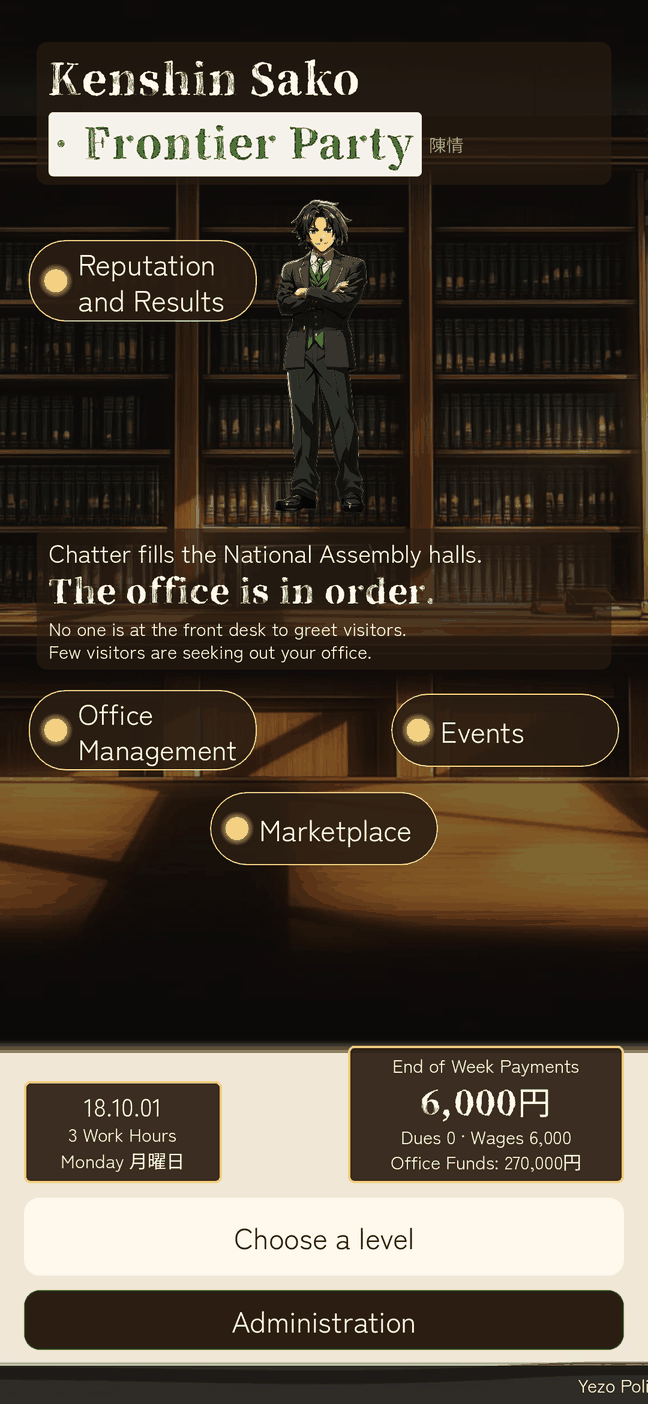 Kenshin Sako
· Frontier Party 陳情
Reputation
and Results
Chatter fills the National Assembly halls.
The office is in order.
No one is at the front desk to greet visitors.
Few visitors are seeking out your office.
Office
Management
Events
Marketplace
End of Week Payments
6,000円
Dues 0 · Wages 6,000
Office Funds: 270,000円
18.10.01
3 Work Hours
Monday 月曜日
Choose a level
Administration
Yezo Poli